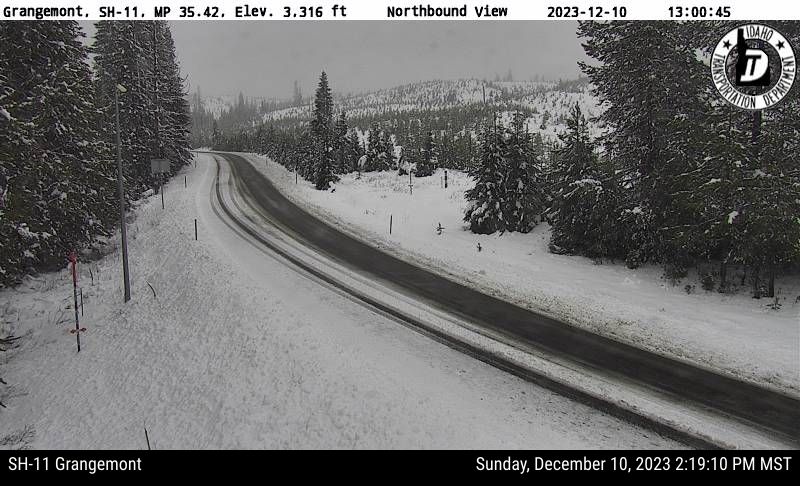 Grangemont, SH-11, MP 35.42, Elev. 3,316 ft Northbound View 2023-12-10 13:00:45
IDAHO
TRANSPORTATION DEPARTMENT
SH-11 Grangemont Sunday, December 10, 2023 2:19:10 PM MST